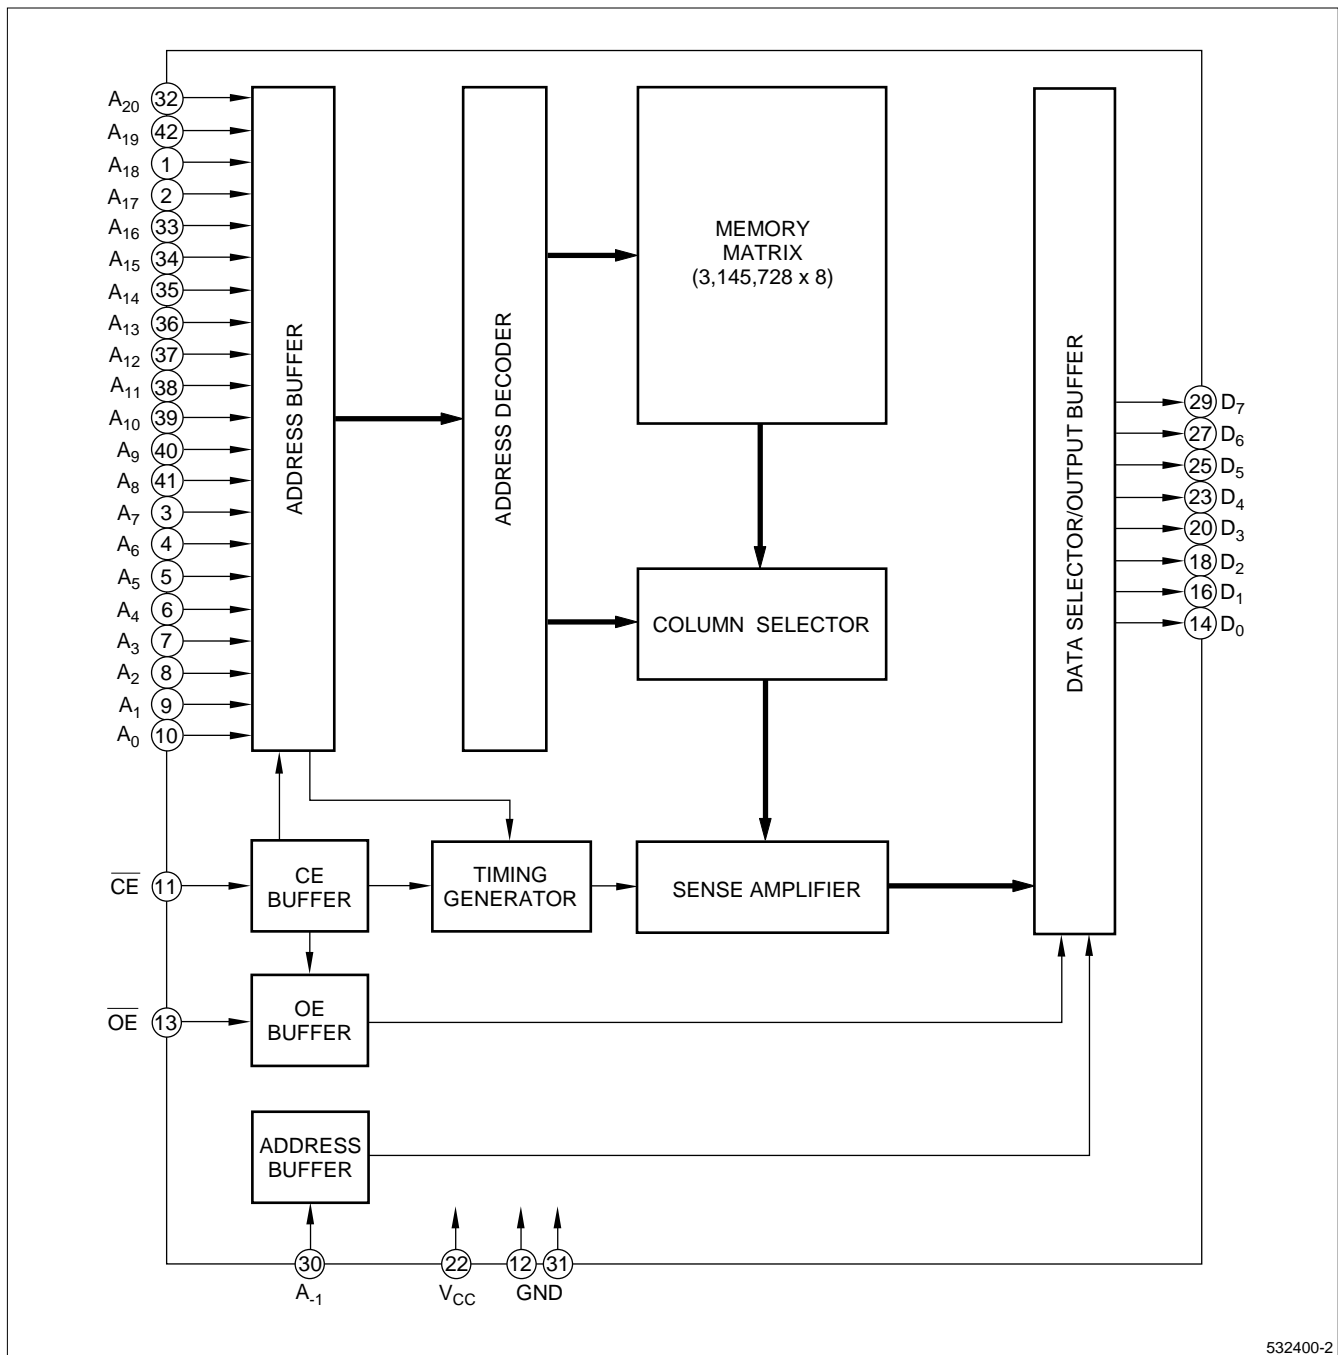 A20 32
A19 42
A18 1
A17 2
A16 33
A15 34
A14 35
A13 36
A12 37
A11 38
A10 39
A9 40
A8 41
A7 3
A6 4
A5 5
A4 6
A3 7
A2 8
A1 9
A0 10
ADDRESS BUFFER
ADDRESS DECODER
MEMORY
MATRIX
(3,145,728 x 8)
COLUMN SELECTOR
DATA SELECTOR/OUTPUT BUFFER
29 D7
27 D6
25 D5
23 D4
20 D3
18 D2
16 D1
14 D0
CE 11
CE
BUFFER
TIMING
GENERATOR
SENSE AMPLIFIER
OE 13
OE
BUFFER
ADDRESS
BUFFER
30
A-1
22
VCC
12 31
GND
532400-2